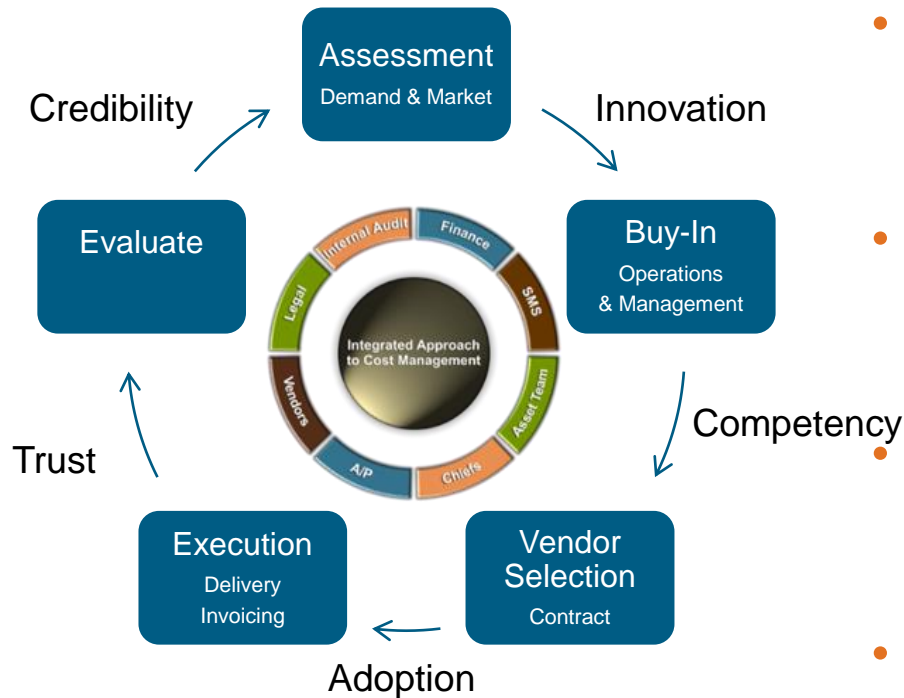 Assessment
Demand & Market
Credibility
Innovation
Evaluate
Buy-In
Operations
& Management
Internal Audit
Finance
Legal
SMS
Integrated Approach
to Cost Management
Vendors
Asset Team
A/P
Chiefs
Competency
Trust
Execution
Delivery
Invoicing
Vendor
Selection
Contract
Adoption